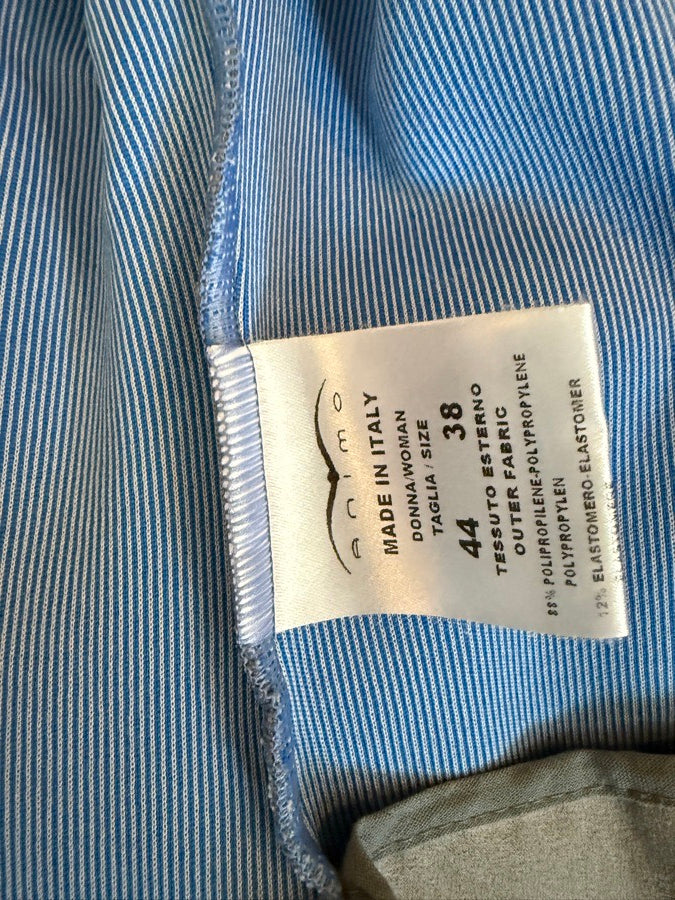 animo
MADE IN ITALY
DONNA/WOMAN
TAGLIA / SIZE
44 38
TESSUTO ESTERNO
OUTER FABRIC
88% POLIPROPILENE-POLYPROPYLENE
POLYPROPYLEN
12% ELASTOMERO-ELASTOMER